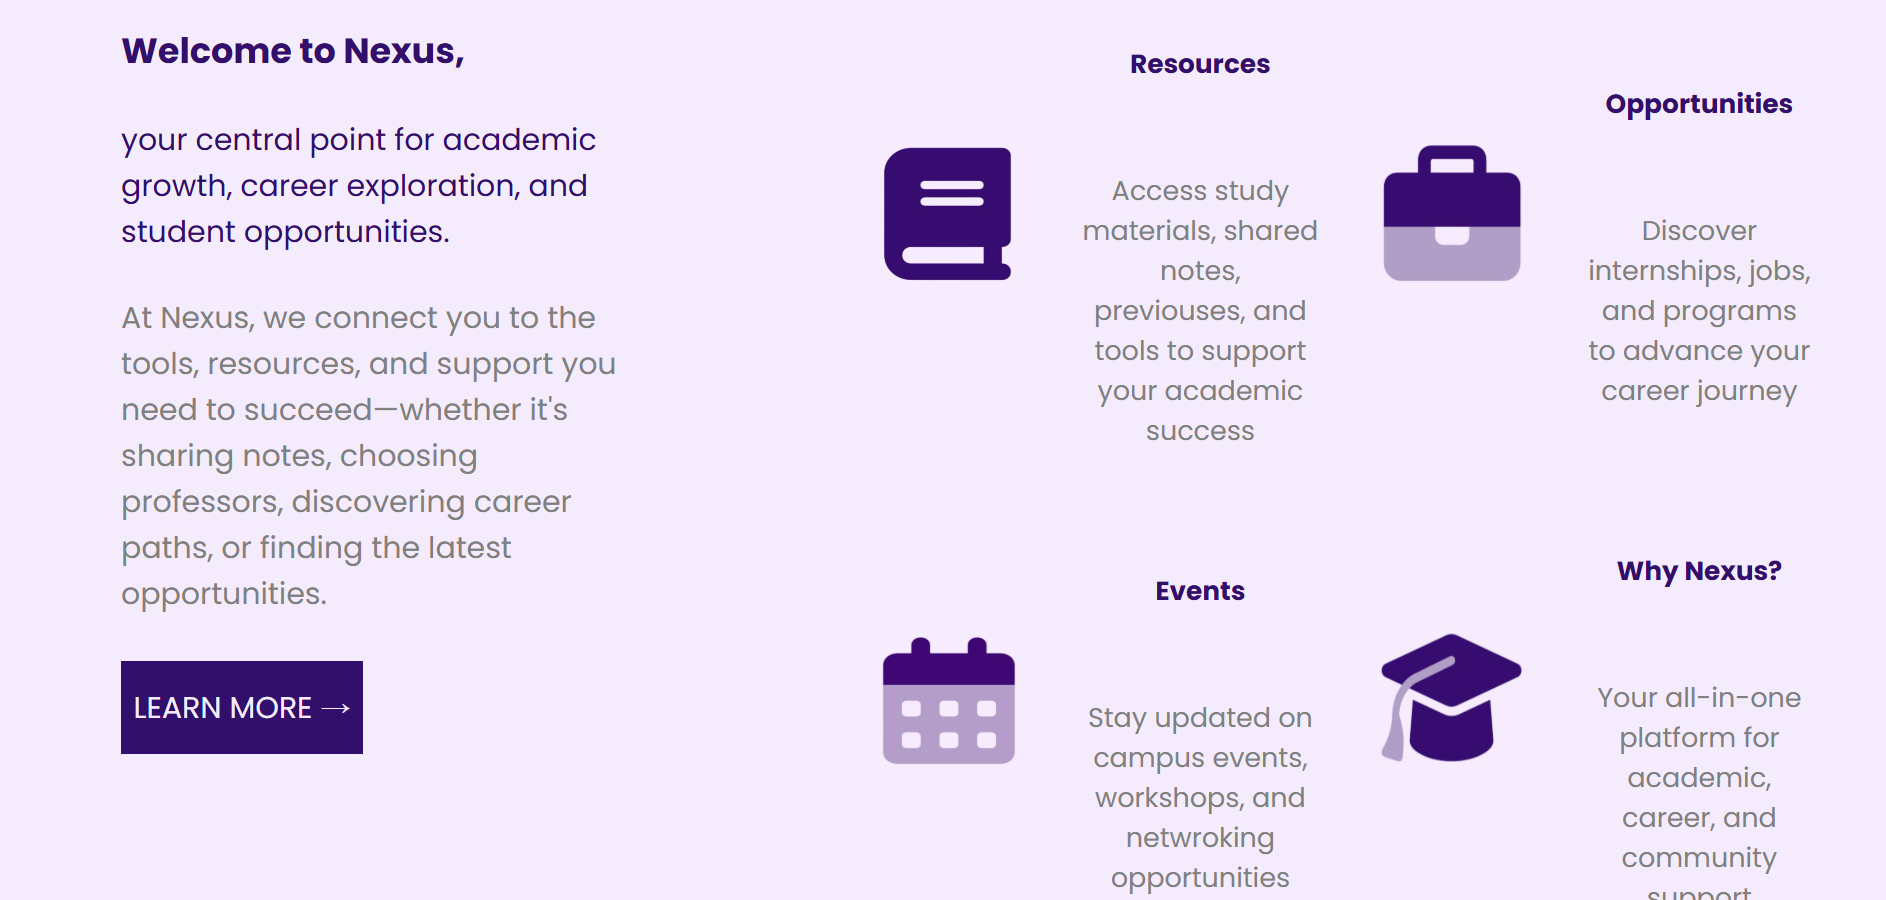 Welcome to Nexus,
your central point for academic
growth, career exploration, and
student opportunities.
At Nexus, we connect you to the
tools, resources, and support you
need to succeed—whether it's
sharing notes, choosing
professors, discovering career
paths, or finding the latest
opportunities.
LEARN MORE →
Resources
Access study
materials, shared
notes,
previouses, and
tools to support
your academic
success
Opportunities
Discover
internships, jobs,
and programs
to advance your
career journey
Events
Stay updated on
campus events,
workshops, and
netwroking
opportunities
Why Nexus?
Your all-in-one
platform for
academic,
career, and
community
support